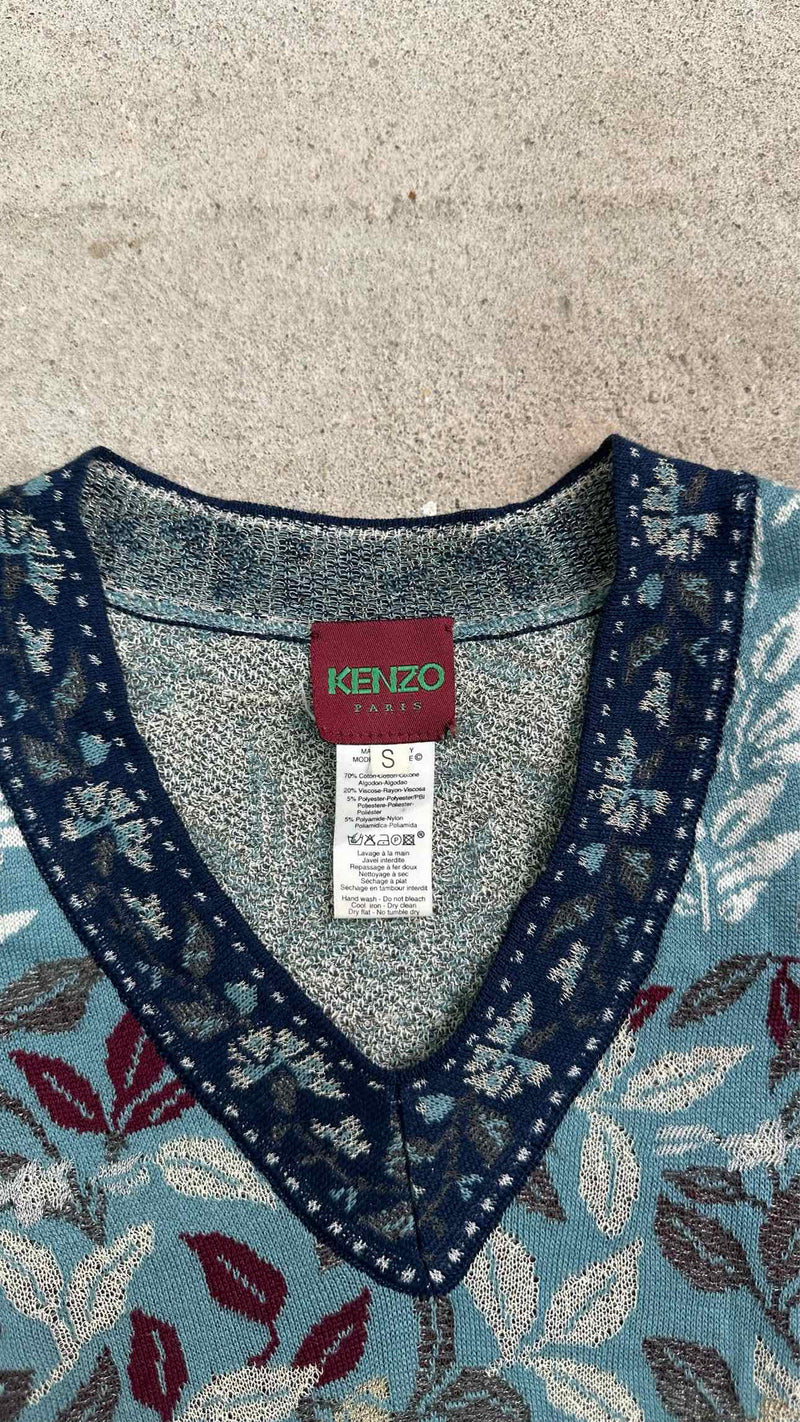 KENZO
PARIS
S
70% Coton-Cotton-Cotone
Algodon-Algodao
20% Viscose-Rayon-Viscosa
5% Polyester-Polyester/PBI
Poliestere-Poliester-
Poliéster
5% Polyamide-Nylon
Poliamidica-Poliamida
Lavage à la main
Javel interdite
Repassage à fer doux
Nettoyage à sec
Séchage à plat
Séchage en tambour interdit
Hand wash - Do not bleach
Cool iron - Dry clean
Dry flat - No tumble dry